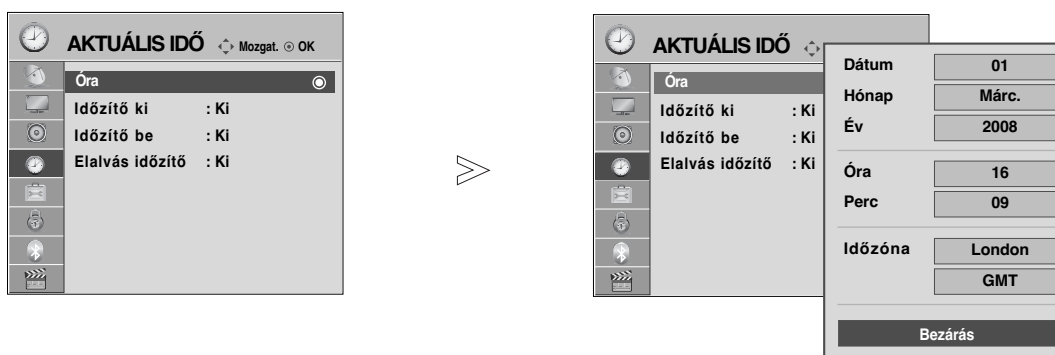 AKTUÁLIS IDŐ Mozgat. OK
Óra
Időzítő ki : Ki
Időzítő be : Ki
Elalvás időzítő : Ki
AKTUÁLIS IDŐ
Óra
Időzítő ki : Ki
Időzítő be : Ki
Elalvás időzítő : Ki
Dátum 01
Hónap Márc.
Év 2008
Óra 16
Perc 09
Időzóna London
GMT
Bezárás